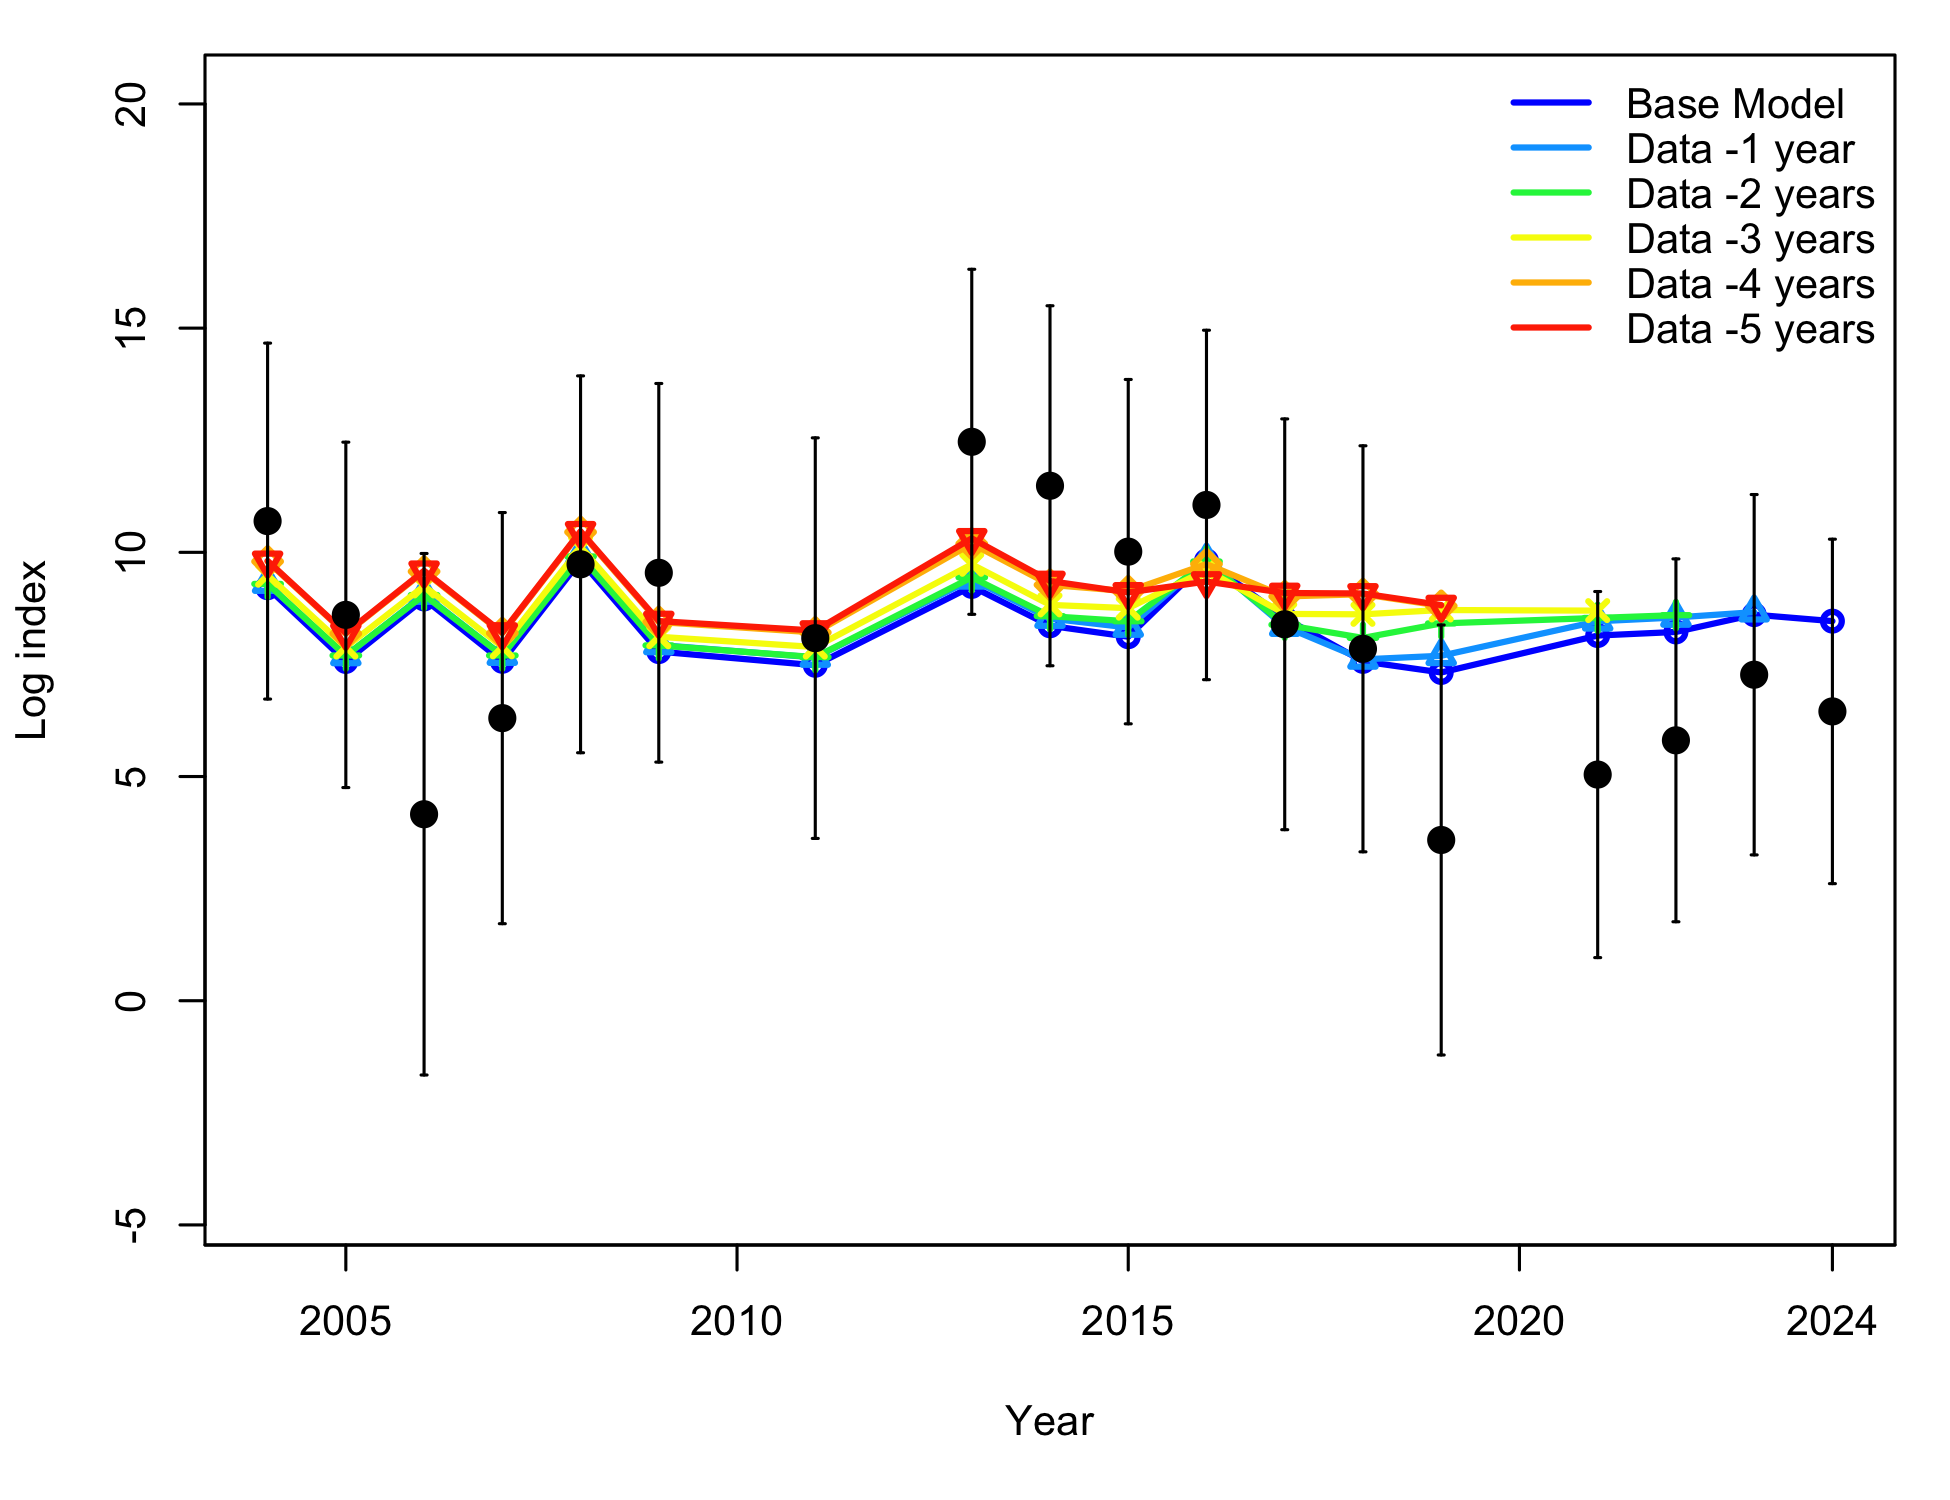 20
15
10
5
0
-5
Log index
Base Model
Data -1 year
Data -2 years
Data -3 years
Data -4 years
Data -5 years
2005 2010 2015 2020 2024
Year